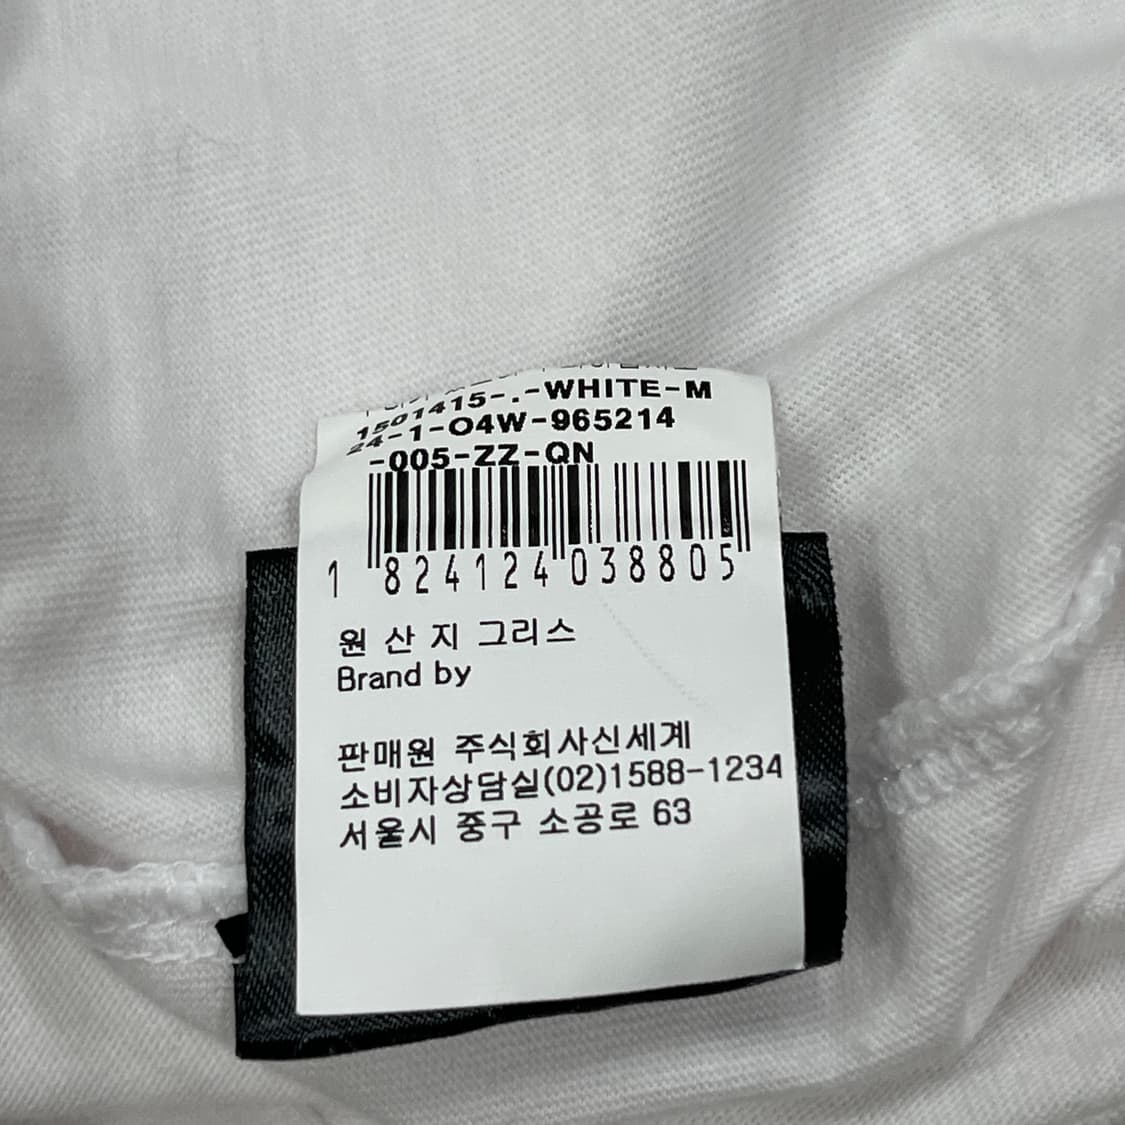 1501415-.-WHITE-M
24-1-O4W-965214
-005-ZZ-QN
1 824124 038805
원 산 지 그리스
Brand by
판매원 주식회사신세계
소비자상담실(02)1588-1234
서울시 중구 소공로 63